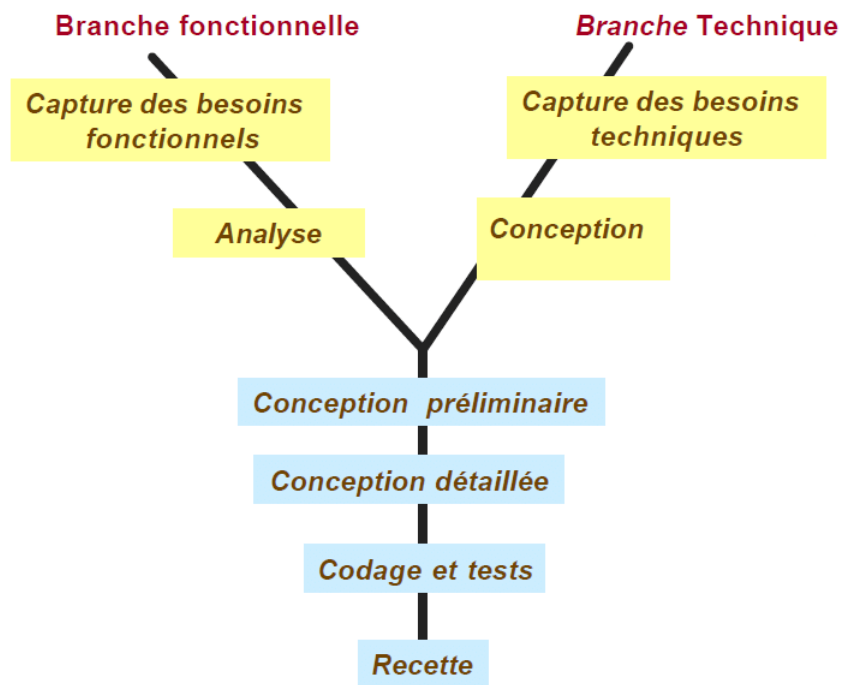 Branche fonctionnelle
Branche Technique
Capture des besoins
fonctionnels
Capture des besoins
techniques
Analyse
Conception
Conception préliminaire
Conception détaillée
Codage et tests
Recette